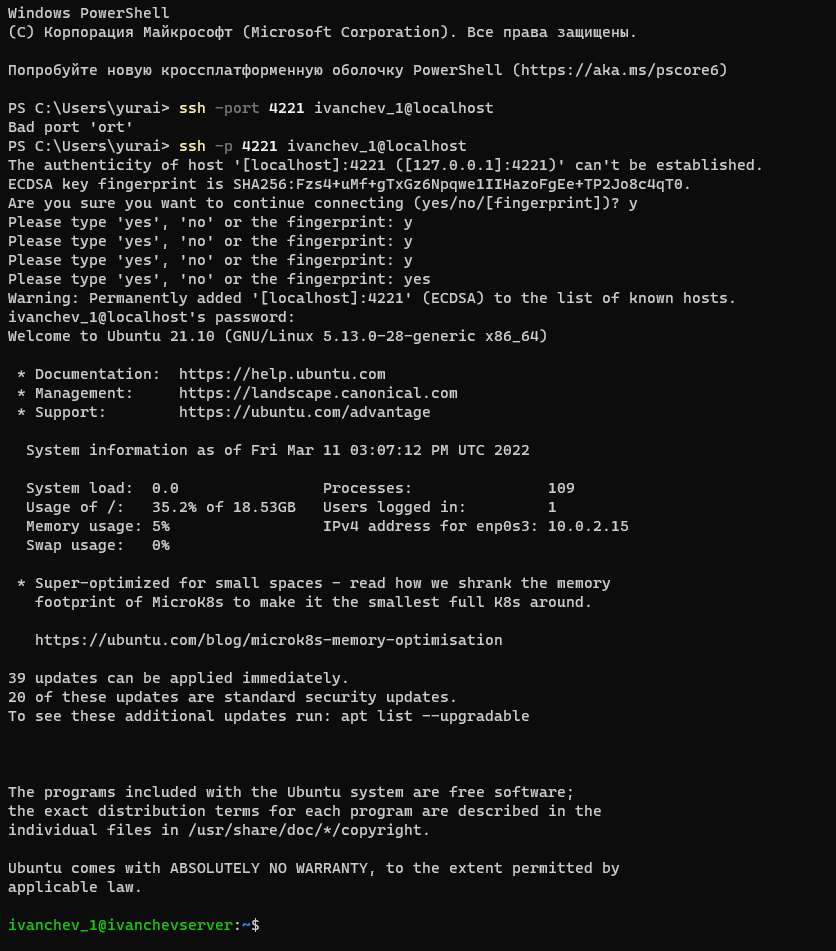 Windows PowerShell
(C) Корпорация Майкрософт (Microsoft Corporation). Все права защищены.
Попробуйте новую кроссплатформенную оболочку PowerShell (https://aka.ms/pscore6)
PS C:\Users\yurai> ssh -port 4221 ivanchev_1@localhost
Bad port 'ort'
PS C:\Users\yurai> ssh -p 4221 ivanchev_1@localhost
The authenticity of host '[localhost]:4221 ([127.0.0.1]:4221)' can't be established.
ECDSA key fingerprint is SHA256:Fzs4+uMf+gTxGz6Npqwe1IIHazoFgEe+TP2Jo8c4qT0.
Are you sure you want to continue connecting (yes/no/[fingerprint])? y
Please type 'yes', 'no' or the fingerprint: y
Please type 'yes', 'no' or the fingerprint: y
Please type 'yes', 'no' or the fingerprint: y
Please type 'yes', 'no' or the fingerprint: yes
Warning: Permanently added '[localhost]:4221' (ECDSA) to the list of known hosts.
ivanchev_1@localhost's password:
Welcome to Ubuntu 21.10 (GNU/Linux 5.13.0-28-generic x86_64)
* Documentation:  https://help.ubuntu.com
* Management:     https://landscape.canonical.com
* Support:        https://ubuntu.com/advantage
System information as of Fri Mar 11 03:07:12 PM UTC 2022
System load:  0.0                Processes:               109
Usage of /:   35.2% of 18.53GB   Users logged in:         1
Memory usage: 5%                 IPv4 address for enp0s3: 10.0.2.15
Swap usage:   0%
* Super-optimized for small spaces - read how we shrank the memory
footprint of MicroK8s to make it the smallest full K8s around.
https://ubuntu.com/blog/microk8s-memory-optimisation
39 updates can be applied immediately.
20 of these updates are standard security updates.
To see these additional updates run: apt list --upgradable
The programs included with the Ubuntu system are free software;
the exact distribution terms for each program are described in the
individual files in /usr/share/doc/*/copyright.
Ubuntu comes with ABSOLUTELY NO WARRANTY, to the extent permitted by
applicable law.
ivanchev_1@ivanchevserver:~$